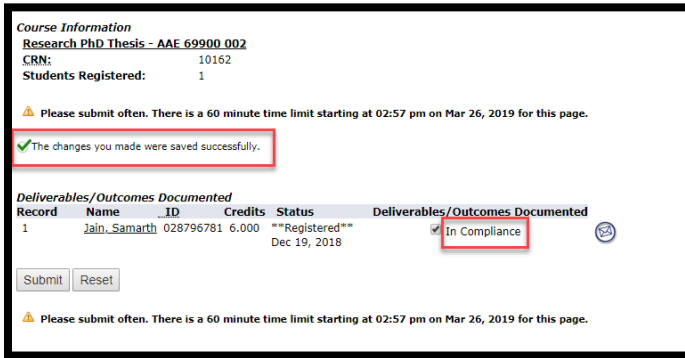 Course Information
Research PhD Thesis - AAE 69900 002
CRN: 10162
Students Registered: 1
Please submit often. There is a 60 minute time limit starting at 02:57 pm on Mar 26, 2019 for this page.
The changes you made were saved successfully.
Deliverables/Outcomes Documented
Record Name ID Credits Status Deliverables/Outcomes Documented
1 Jain, Samarth 028796781 6.000 **Registered** In Compliance
Dec 19, 2018
Submit Reset
Please submit often. There is a 60 minute time limit starting at 02:57 pm on Mar 26, 2019 for this page.